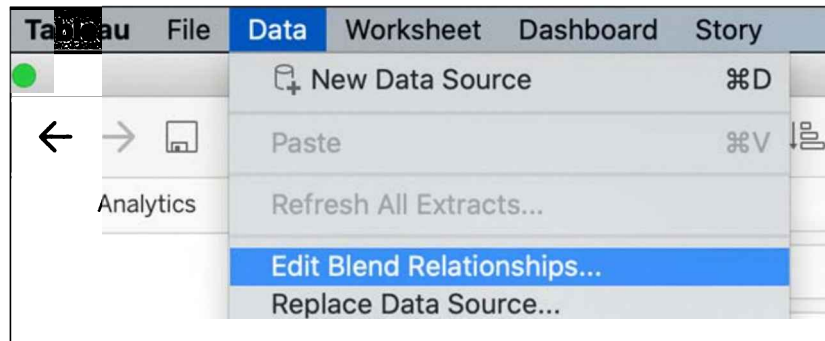 Tableau File Data Worksheet Dashboard Story
New Data Source ⌘D
Paste ⌘V
Analytics Refresh All Extracts...
Edit Blend Relationships...
Replace Data Source...